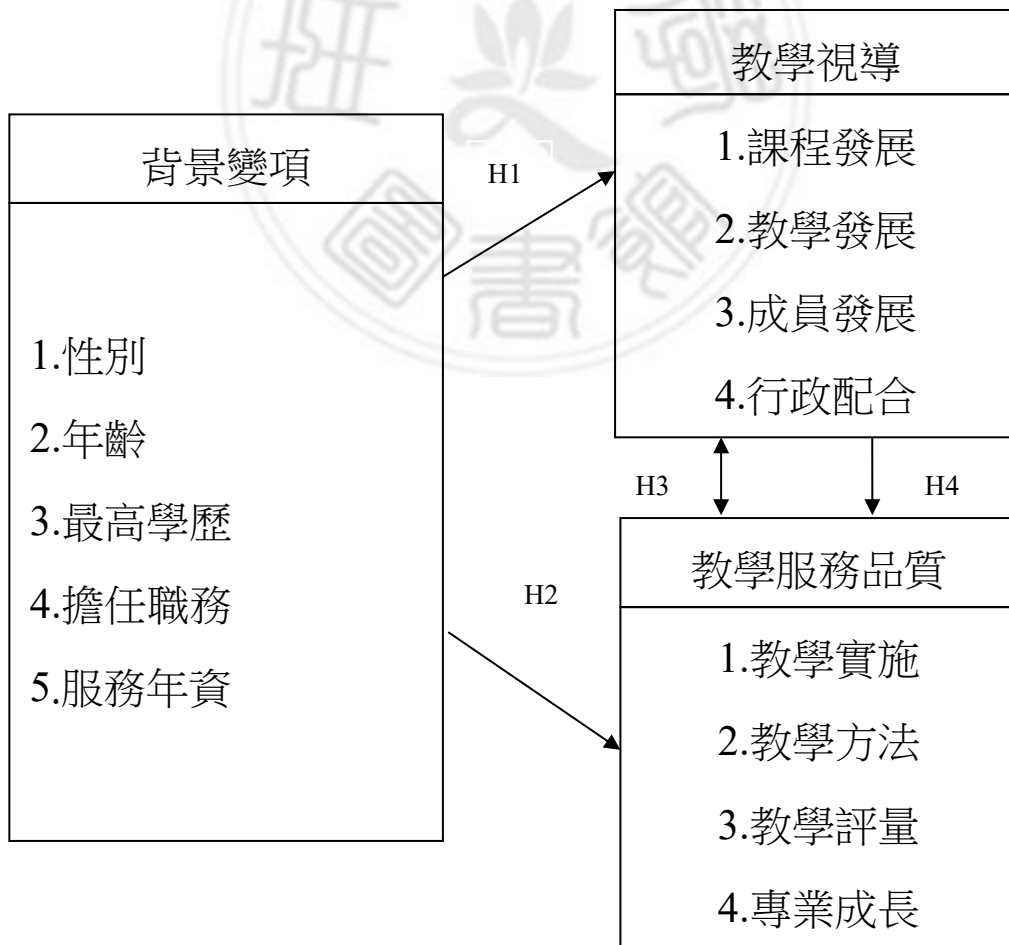 背景變項
1.性別
2.年齡
3.最高學歷
4.擔任職務
5.服務年資
H1
H2
教學視導
1.課程發展
2.教學發展
3.成員發展
4.行政配合
H3
H4
教學服務品質
1.教學實施
2.教學方法
3.教學評量
4.專業成長